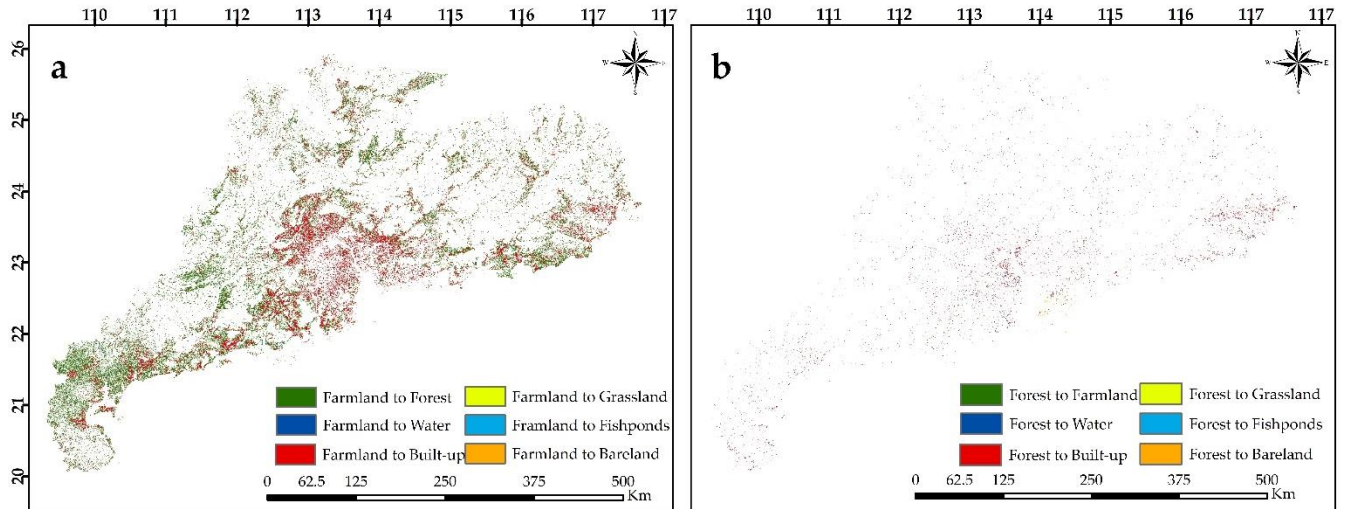 110 111 112 113 114 115 116 117 117
110 111 112 113 114 115 116 117 117
26
25
24
23
22
21
20
a
N
W
S
Farmland to Forest Farmland to Grassland
Farmland to Water Framland to Fishponds
Farmland to Built-up Farmland to Bareland
0 62.5 125 250 375 500
Km
b
N
W E
S
Forest to Farmland Forest to Grassland
Forest to Water Forest to Fishponds
Forest to Built-up Forest to Bareland
0 62.5 125 250 375 500
Km